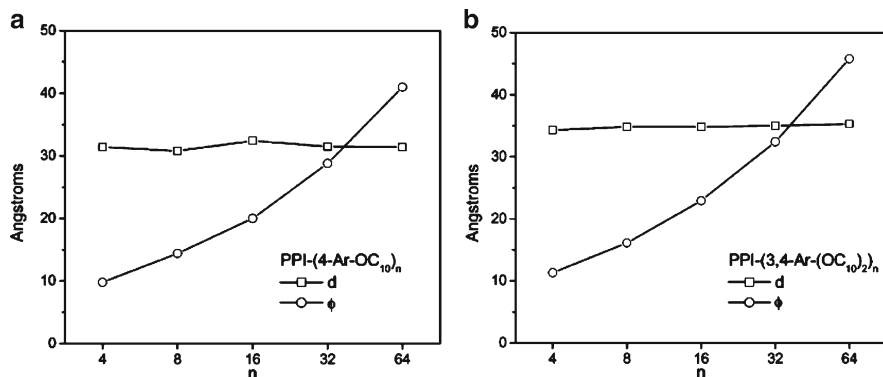 a
50
40
30
20
10
0
Angstroms
PPI-(4-Ar-OC₁₀)ₙ
d
ϕ
4 8 16 32 64
n
b
50
40
30
20
10
0
Angstroms
PPI-(3,4-Ar-(OC₁₀)₂)ₙ
d
ϕ
4 8 16 32 64
n